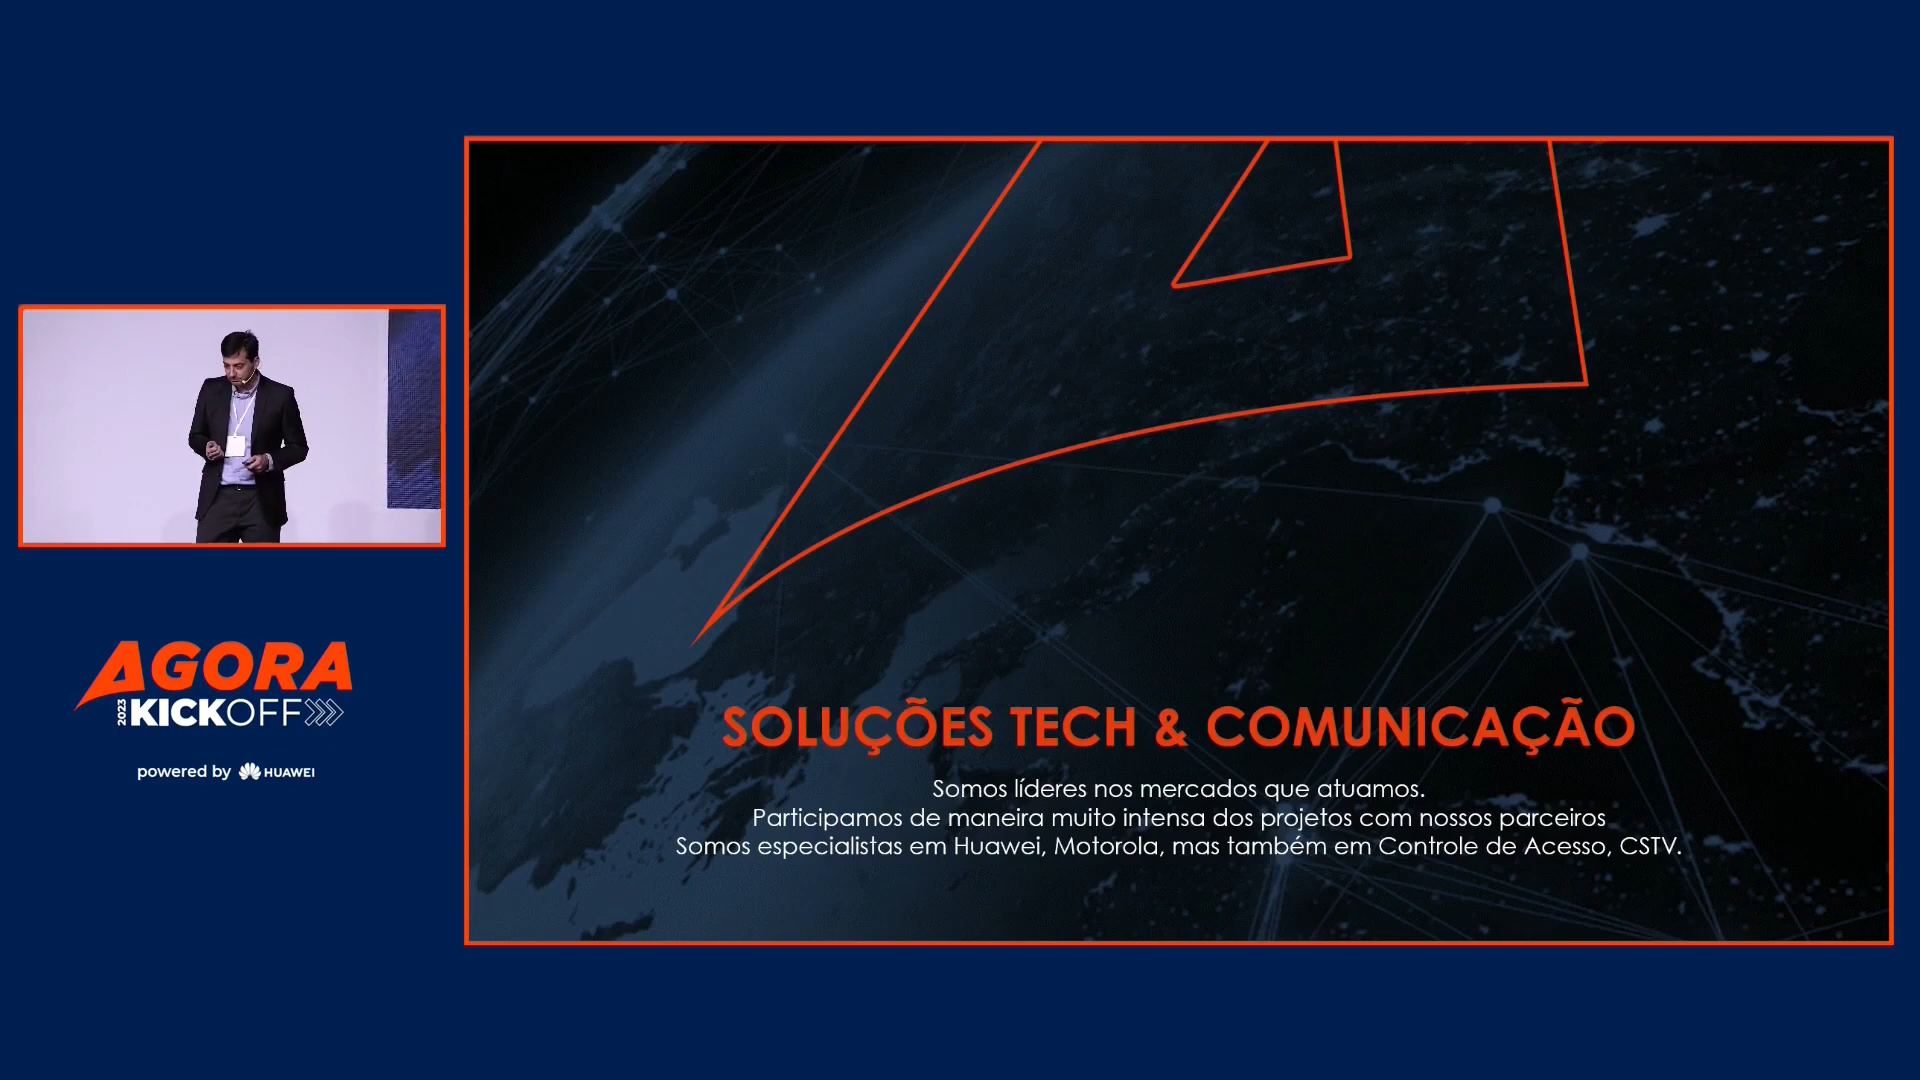 AGORA
2023 KICKOFF
powered by HUAWEI
SOLUÇÕES TECH & COMUNICAÇÃO
Somos líderes nos mercados que atuamos.
Participamos de maneira muito intensa dos projetos com nossos parceiros
Somos especialistas em Huawei, Motorola, mas também em Controle de Acesso, CSTV.